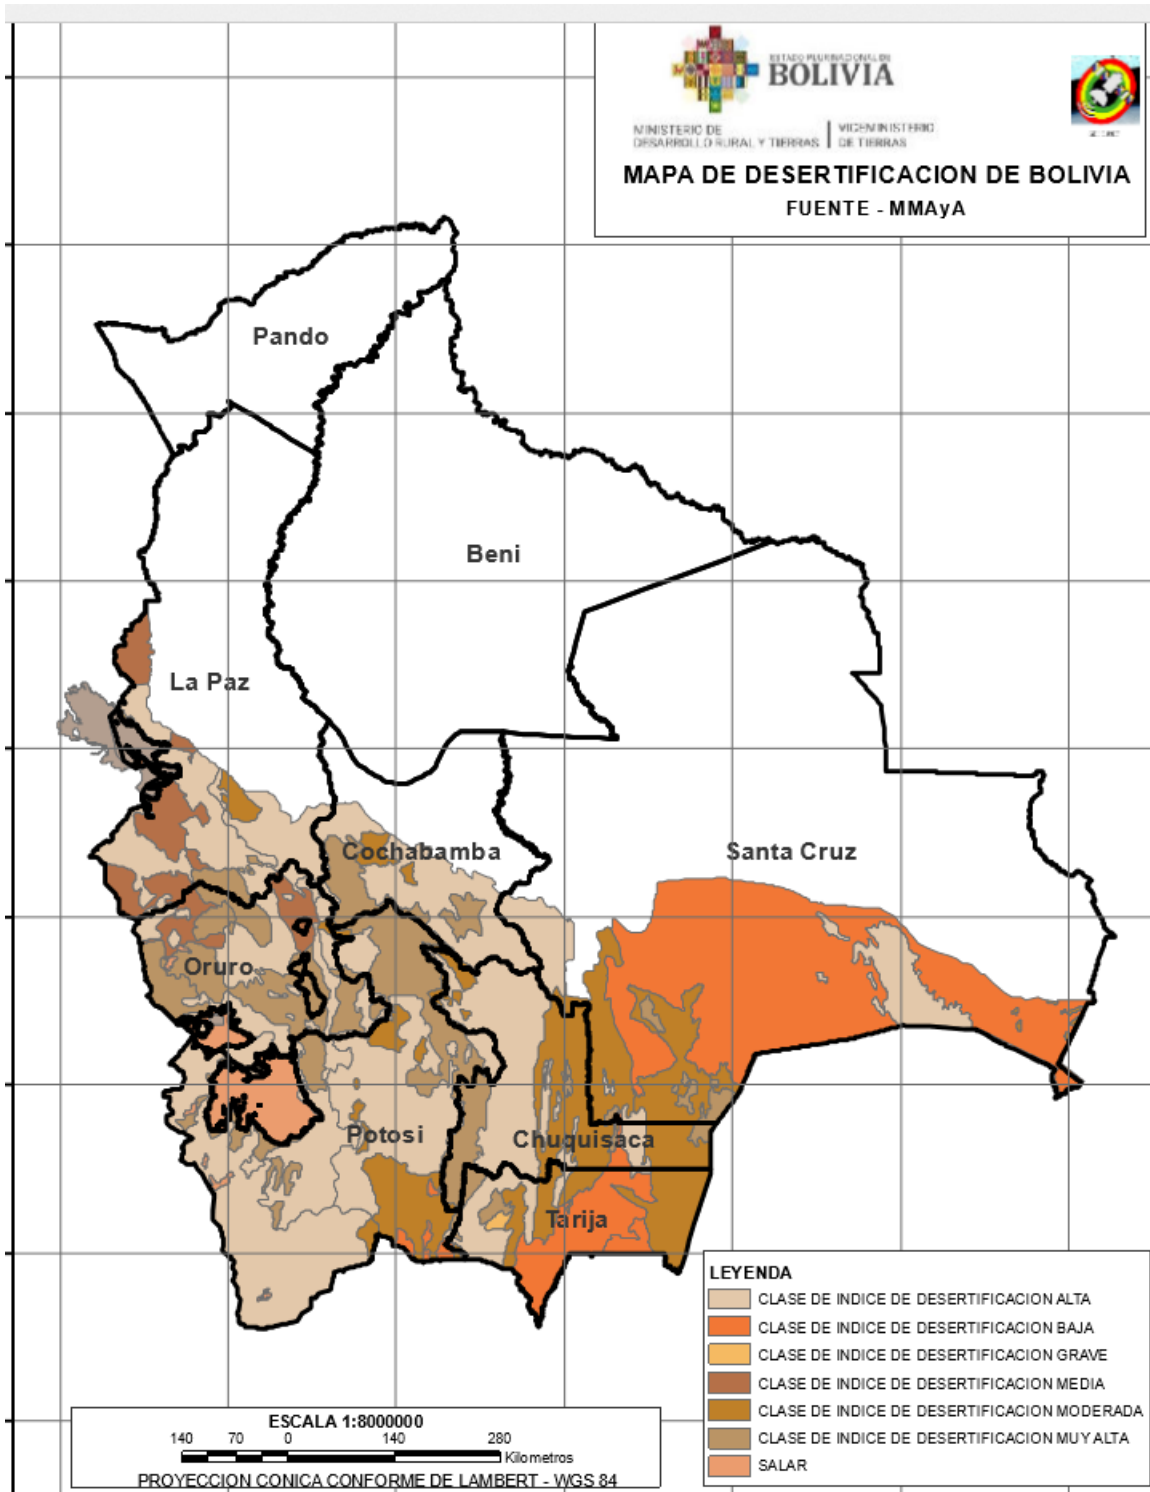 ESTADO PLURINACIONAL DE
BOLIVIA
MINISTERIO DE
DESARROLLO RURAL Y TIERRAS
VICEMINISTERIO
DE TIERRAS
MAPA DE DESERTIFICACION DE BOLIVIA
FUENTE - MMAyA
Pando
Beni
La Paz
Cochabamba
Santa Cruz
Oruro
Potosi
Chuquisaca
Tarija
LEYENDA
CLASE DE INDICE DE DESERTIFICACION ALTA
CLASE DE INDICE DE DESERTIFICACION BAJA
CLASE DE INDICE DE DESERTIFICACION GRAVE
CLASE DE INDICE DE DESERTIFICACION MEDIA
CLASE DE INDICE DE DESERTIFICACION MODERADA
CLASE DE INDICE DE DESERTIFICACION MUY ALTA
SALAR
ESCALA 1:8000000
140 70 0 140 280
Kilometros
PROYECCION CONICA CONFORME DE LAMBERT - WGS 84